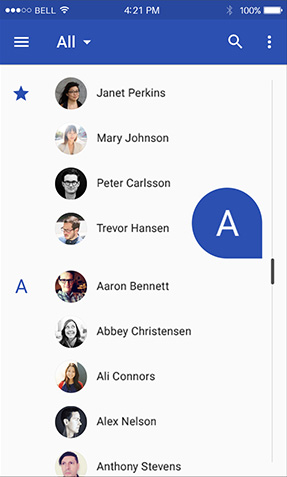 BELL 4:21 PM 100%
All
Janet Perkins
Mary Johnson
Peter Carlsson
Trevor Hansen
A
A Aaron Bennett
Abbey Christensen
Ali Connors
Alex Nelson
Anthony Stevens